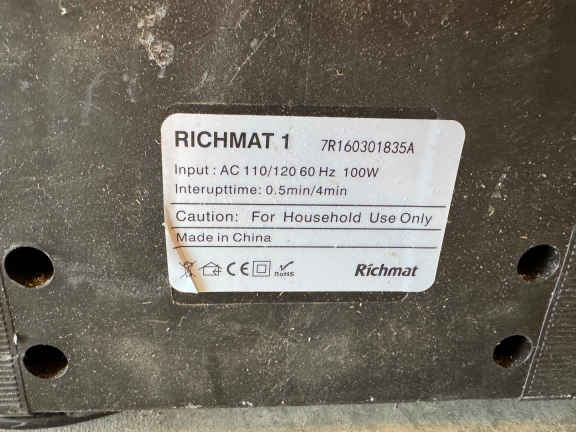 RICHMAT 1 7R160301835A
Input : AC 110/120 60 Hz 100W
Interupttime: 0.5min/4min
Caution: For Household Use Only
Made in China
CE RoHS Richmat